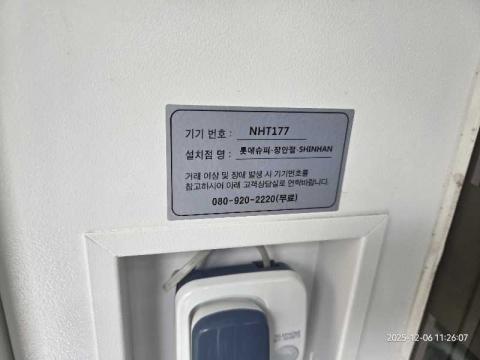 기기 번호 : NHT177
설치점 명 : 롯데슈퍼-장안점-SHINHAN
거래 이상 및 장애 발생 시 기기번호를
참고하시어 아래 고객상담실로 연락바랍니다.
080-920-2220(무료)
2025-12-06 11:26:07